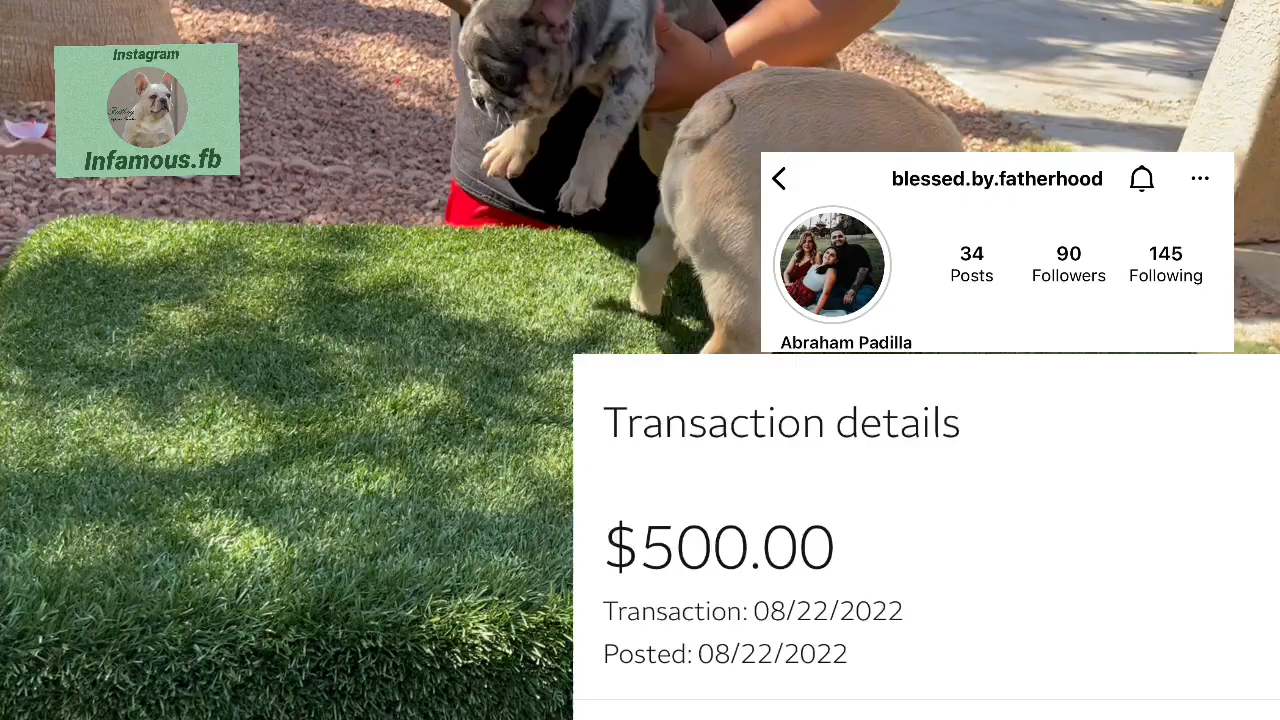 Instagram
Infamous.fb
blessed.by.fatherhood
34
Posts
90
Followers
145
Following
Abraham Padilla
Transaction details
$500.00
Transaction: 08/22/2022
Posted: 08/22/2022